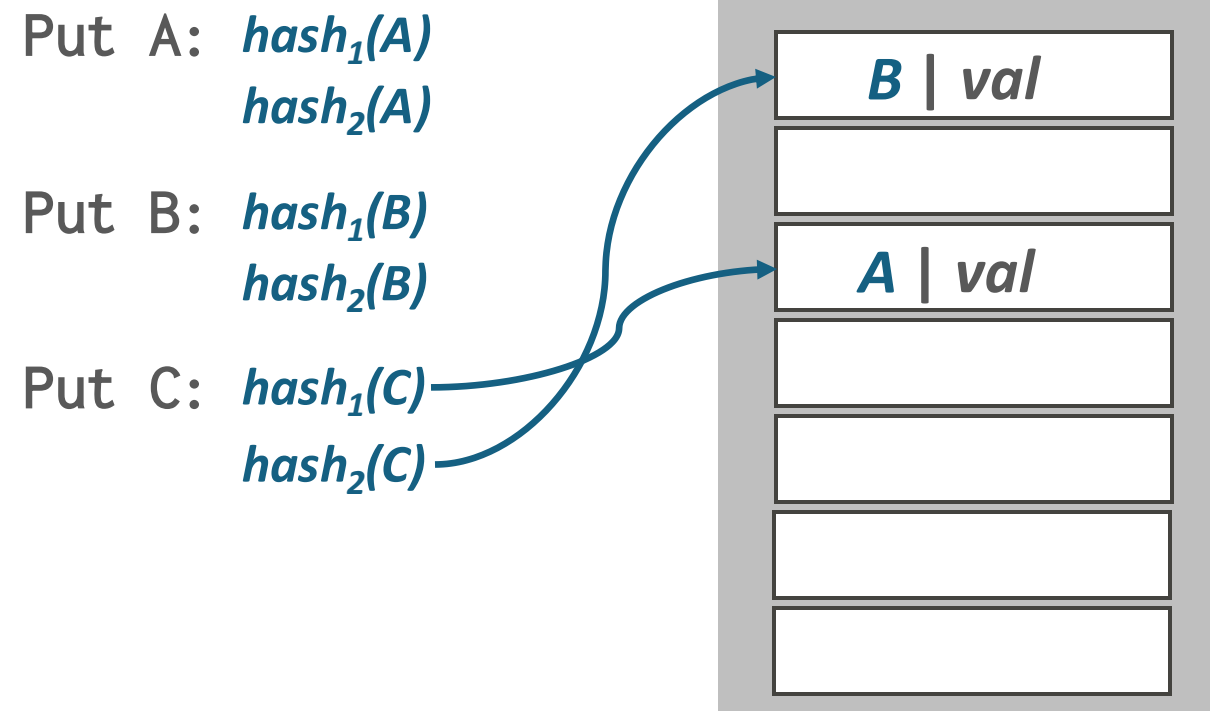 Put A: hash₁(A)
hash₂(A)
Put B: hash₁(B)
hash₂(B)
Put C: hash₁(C)
hash₂(C)
B | val
A | val